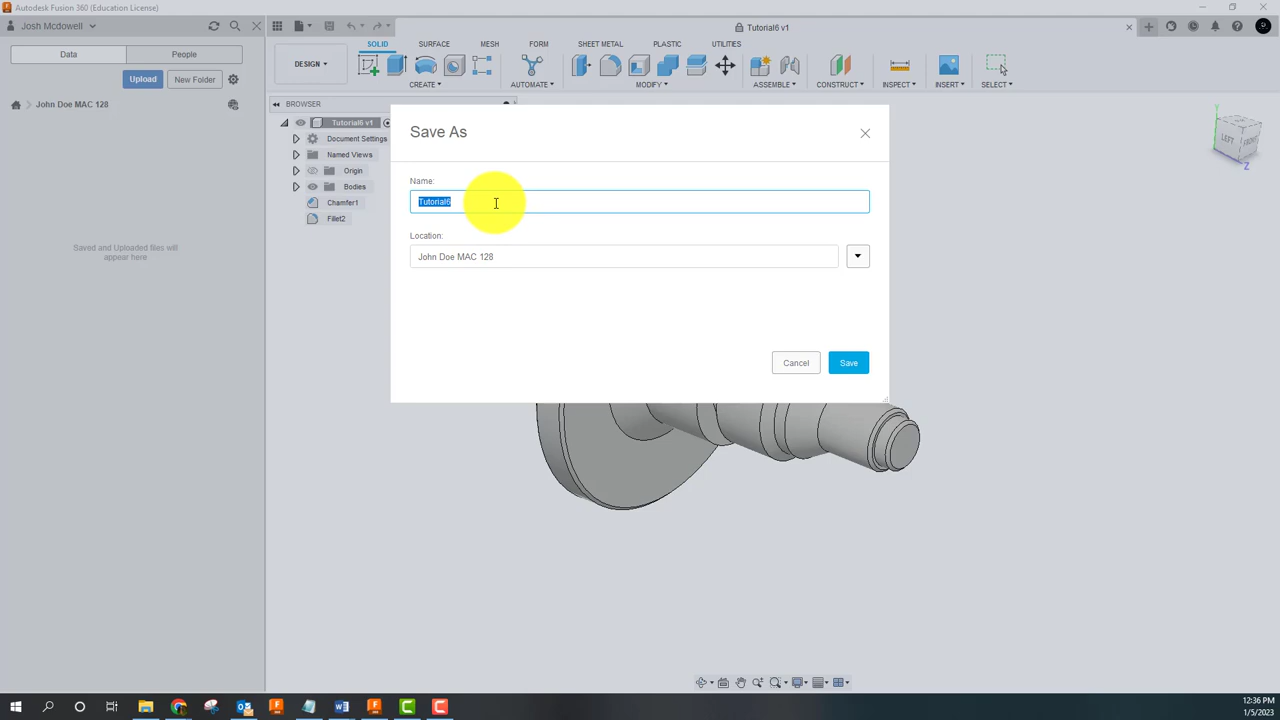 Autodesk Fusion 360 (Education License)
Josh Mcdowell
Tutorial6 v1
Data
People
Upload
New Folder
John Doe MAC 128
Saved and Uploaded files will
appear here
DESIGN
SOLID
SURFACE
MESH
FORM
SHEET METAL
PLASTIC
UTILITIES
CREATE
AUTOMATE
MODIFY
ASSEMBLE
CONSTRUCT
INSPECT
INSERT
SELECT
BROWSER
Tutorial6 v1
Document Settings
Named Views
Origin
Bodies
Chamfer1
Fillet2
Save As
Name:
Tutorial6
Location:
John Doe MAC 128
Cancel
Save
Y
LEFT
FRONT
Z
12:36 PM
1/5/2023